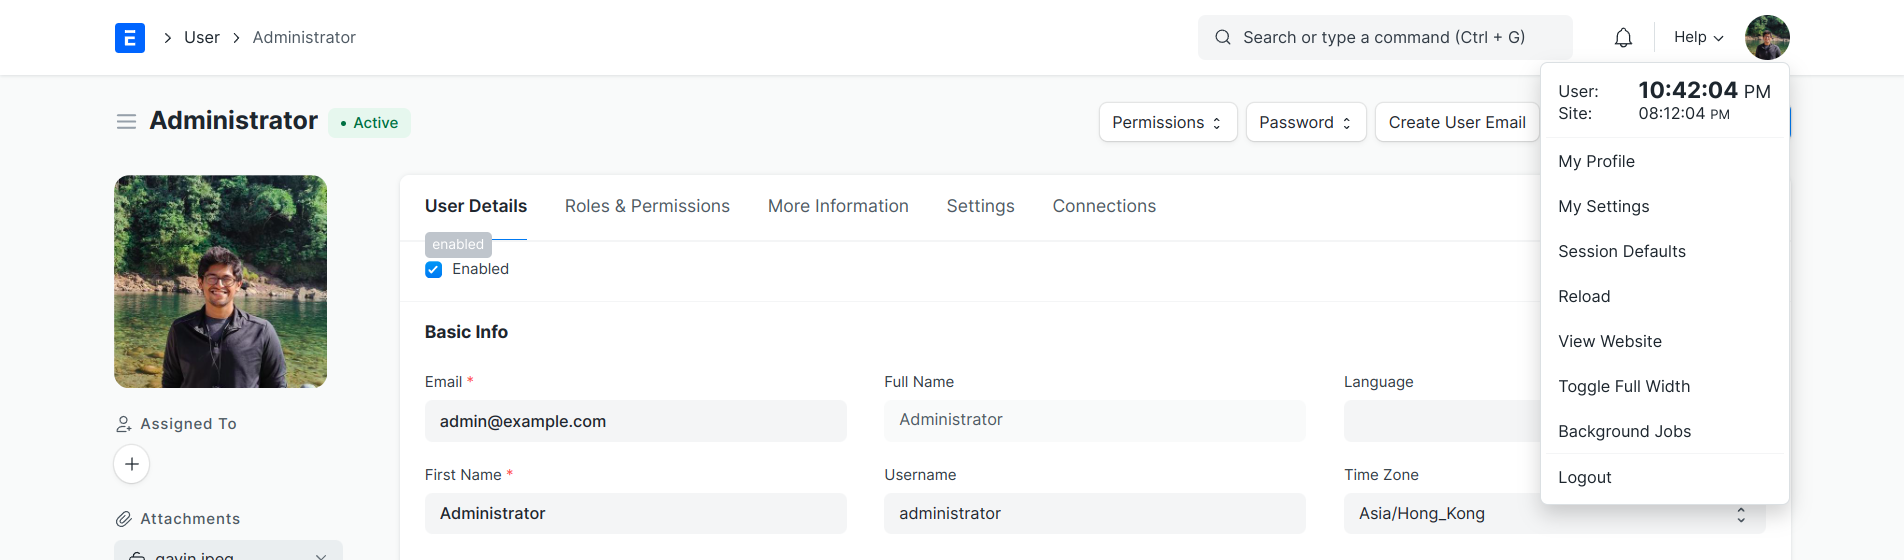 E
User
Administrator
Search or type a command (Ctrl + G)
Help
Administrator
Active
Permissions
Password
Create User Email
User:
10:42:04 PM
Site:
08:12:04 PM
My Profile
My Settings
Session Defaults
Reload
View Website
Toggle Full Width
Background Jobs
Logout
User Details
Roles & Permissions
More Information
Settings
Connections
enabled
Enabled
Basic Info
Email *
admin@example.com
Full Name
Administrator
Language
First Name *
Administrator
Username
administrator
Time Zone
Asia/Hong_Kong
Assigned To
Attachments
gavin.jpeg